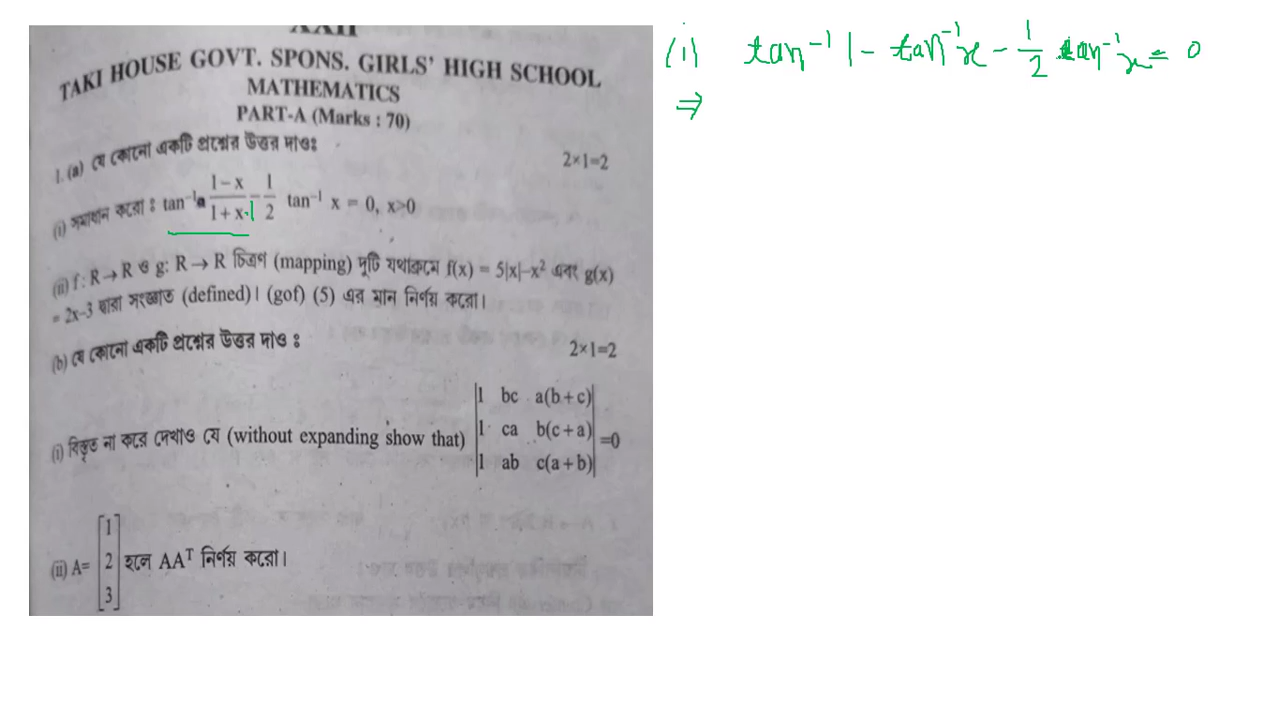 XXII
TAKI HOUSE GOVT. SPONS. GIRLS' HIGH SCHOOL
MATHEMATICS
PART-A (Marks : 70)
1. (a) যে কোনো একটি প্রশ্নের উত্তর দাওঃ 2×1=2
(i) সমাধান করো : tan⁻¹ (1−x)/(1+x) − 1/2 tan⁻¹ x = 0, x>0
(ii) f: R→R ও g: R→R চিত্রণ (mapping) দুটি যথাক্রমে f(x) = 5|x|−x² এবং g(x)
= 2x−3 দ্বারা সংজ্ঞাত (defined)। (gof) (5) এর মান নির্ণয় করো।
(b) যে কোনো একটি প্রশ্নের উত্তর দাও : 2×1=2
|1 bc a(b+c)|
(i) বিস্তৃত না করে দেখাও যে (without expanding show that) |1 ca b(c+a)| =0
|1 ab c(a+b)|
(ii) A= [1 2 3] হলে AAᵀ নির্ণয় করো।
(i) tan⁻¹ 1 − tan⁻¹x − 1/2 tan⁻¹x = 0
⇒